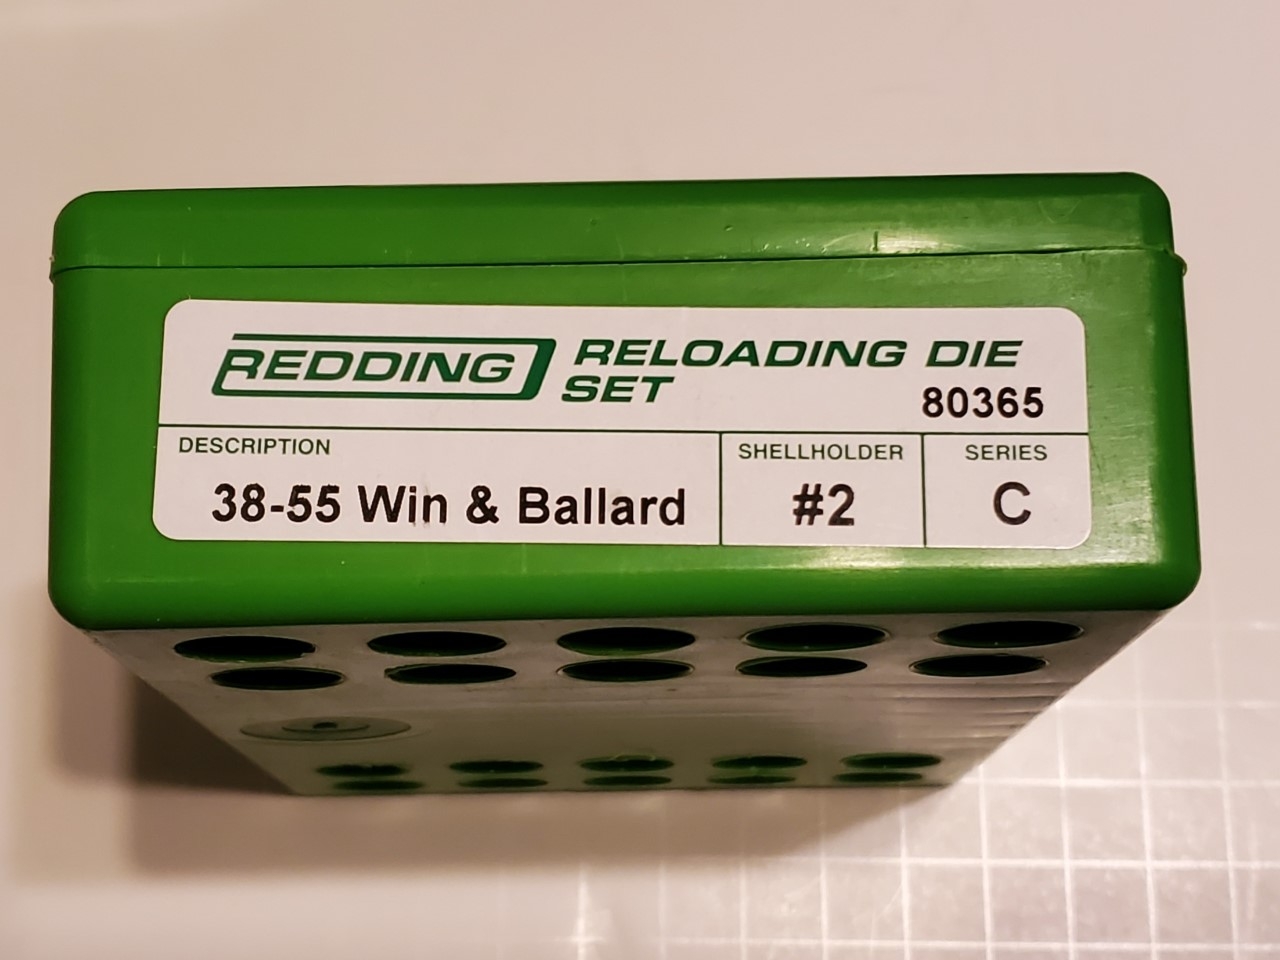 REDDING RELOADING DIE
SET
80365
DESCRIPTION SHELLHOLDER SERIES
38-55 Win & Ballard #2 C